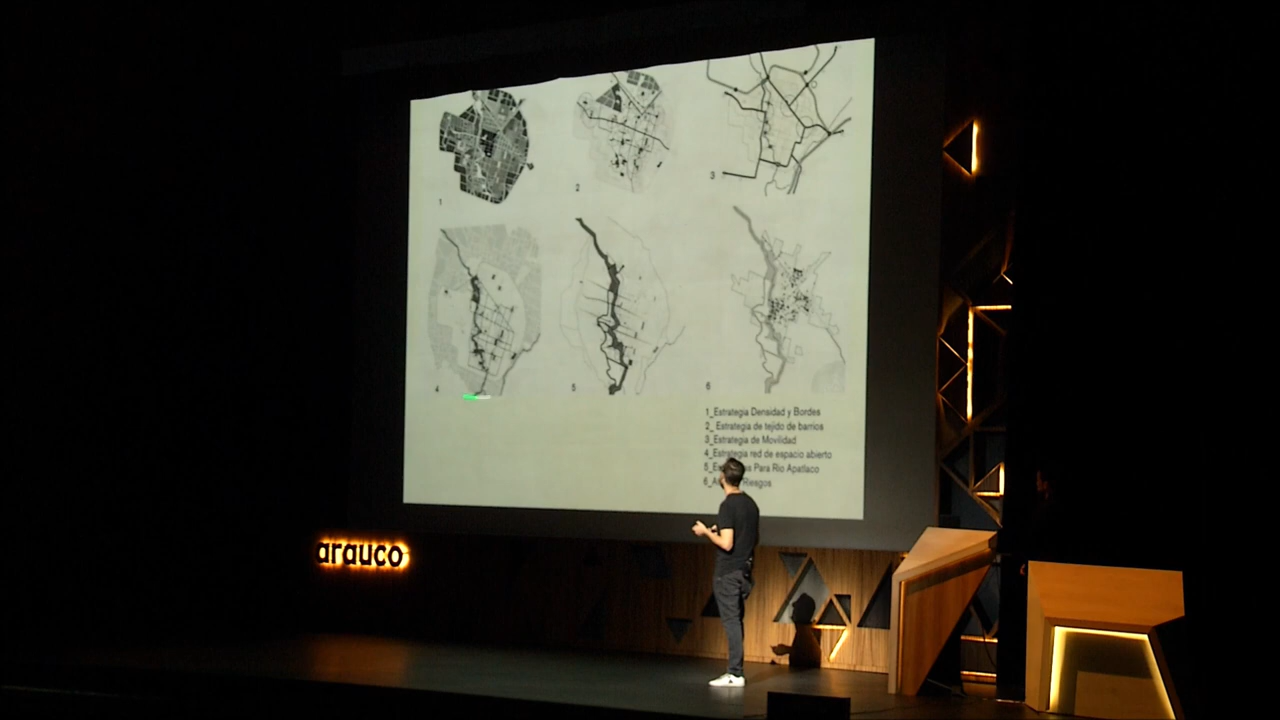 1
2
3
4
5
6
1_Estrategia Densidad y Bordes
2_ Estrategia de tejido de barrios
3_Estrategia de Movilidad
4_Estrategia red de espacio abierto
Para Rio Apatlaco
Riesgos
arauco